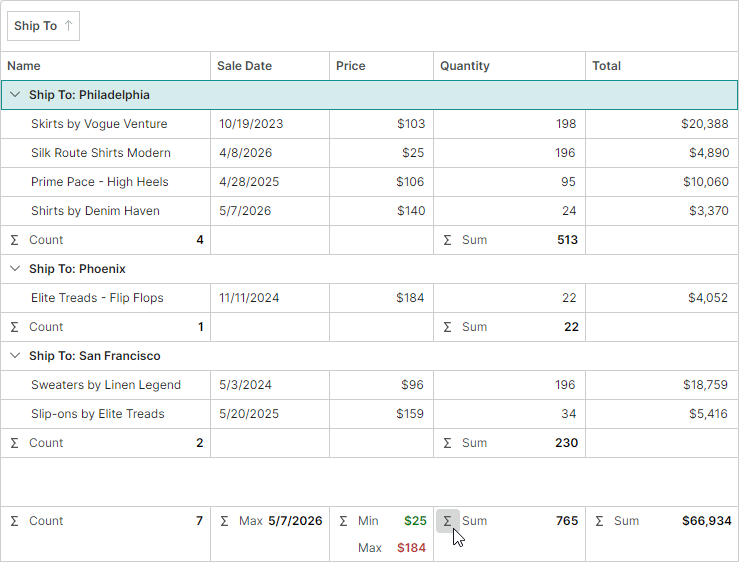 Ship To
Name Sale Date Price Quantity Total
Ship To: Philadelphia
Skirts by Vogue Venture 10/19/2023 $103 198 $20,388
Silk Route Shirts Modern 4/8/2026 $25 196 $4,890
Prime Pace - High Heels 4/28/2025 $106 95 $10,060
Shirts by Denim Haven 5/7/2026 $140 24 $3,370
Σ Count 4 Σ Sum 513
Ship To: Phoenix
Elite Treads - Flip Flops 11/11/2024 $184 22 $4,052
Σ Count 1 Σ Sum 22
Ship To: San Francisco
Sweaters by Linen Legend 5/3/2024 $96 196 $18,759
Slip-ons by Elite Treads 5/20/2025 $159 34 $5,416
Σ Count 2 Σ Sum 230
Σ Count 7 Σ Max 5/7/2026 Σ Min $25 Σ Sum 765 Σ Sum $66,934
Max $184